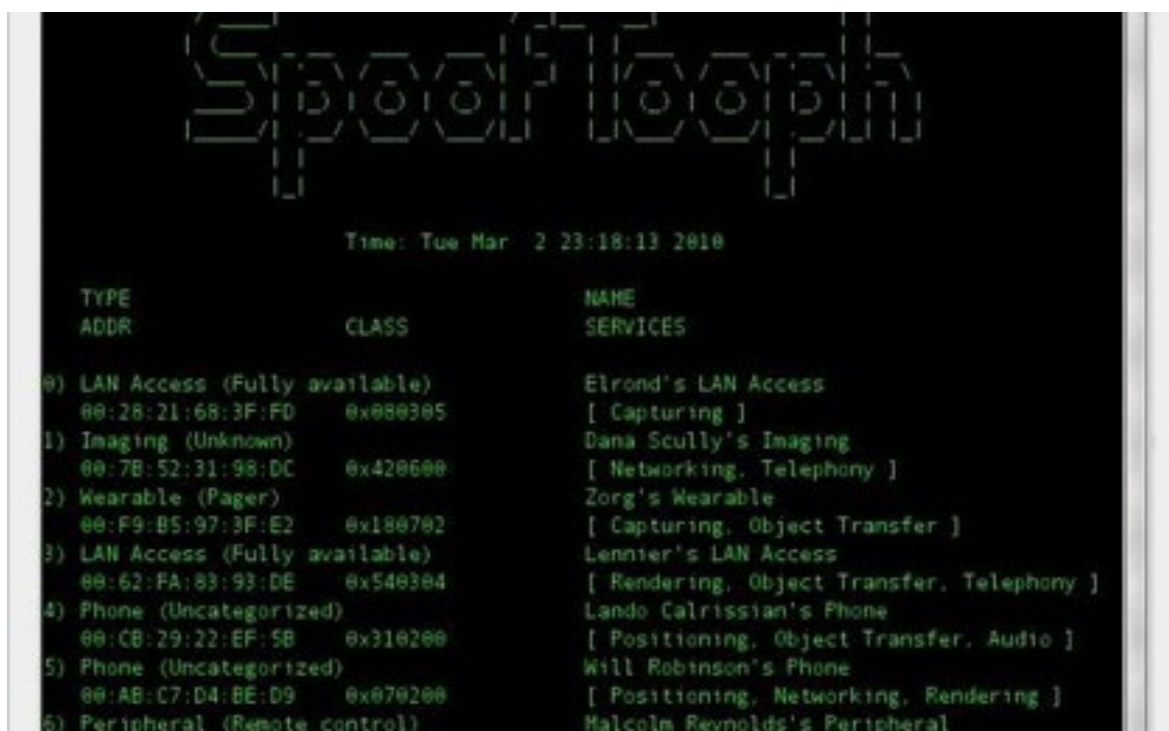 SpoofTooph
Time: Tue Mar  2 23:18:13 2010
TYPE NAME
ADDR CLASS SERVICES
0) LAN Access (Fully available) Elrond's LAN Access
00:28:21:68:3F:FD 0x080305 [ Capturing ]
1) Imaging (Unknown) Dana Scully's Imaging
00:7B:52:31:98:DC 0x420600 [ Networking, Telephony ]
2) Wearable (Pager) Zorg's Wearable
00:F9:B5:97:3F:E2 0x180702 [ Capturing, Object Transfer ]
3) LAN Access (Fully available) Lennier's LAN Access
00:62:FA:83:93:DE 0x540304 [ Rendering, Object Transfer, Telephony ]
4) Phone (Uncategorized) Lando Calrissian's Phone
00:CB:29:22:EF:5B 0x310200 [ Positioning, Object Transfer, Audio ]
5) Phone (Uncategorized) Will Robinson's Phone
00:AB:C7:D4:BE:D9 0x070200 [ Positioning, Networking, Rendering ]
6) Peripheral (Remote control) Malcolm Reynolds's Peripheral